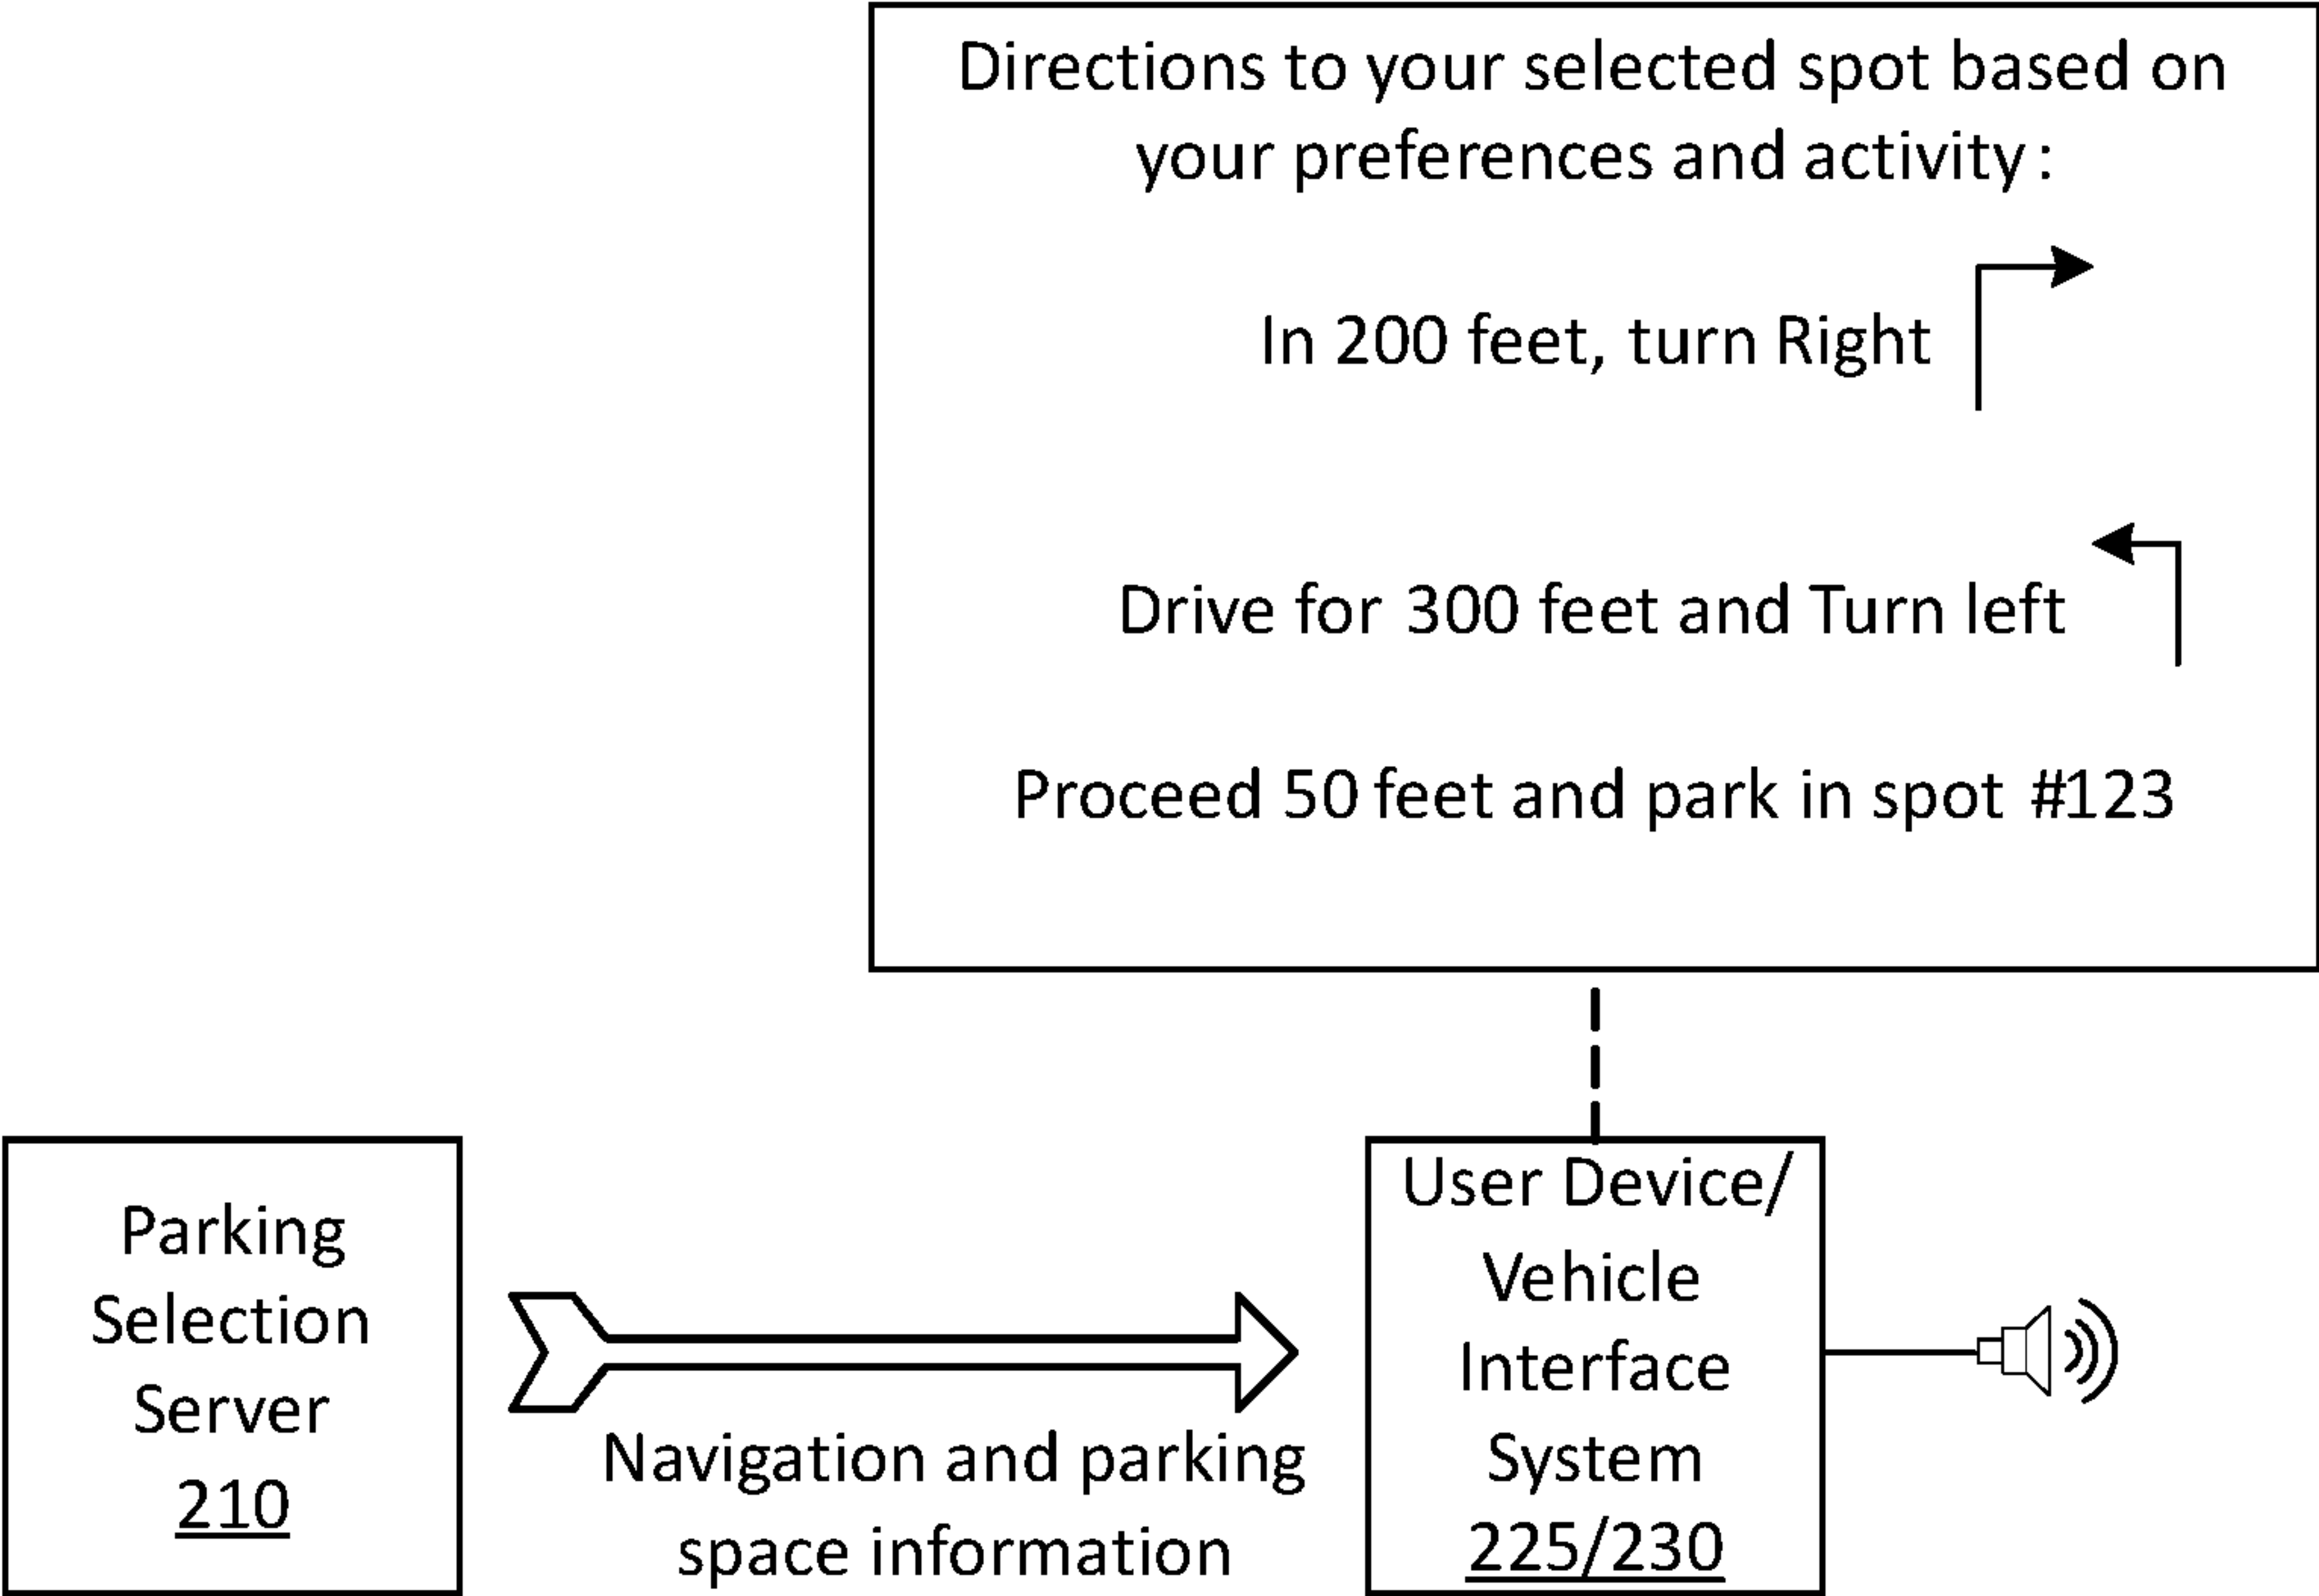 Directions to your selected spot based on
your preferences and activity :
In 200 feet, turn Right
Drive for 300 feet and Turn left
Proceed 50 feet and park in spot #123
Parking
Selection
Server
210
Navigation and parking
space information
User Device/
Vehicle
Interface
System
225/230